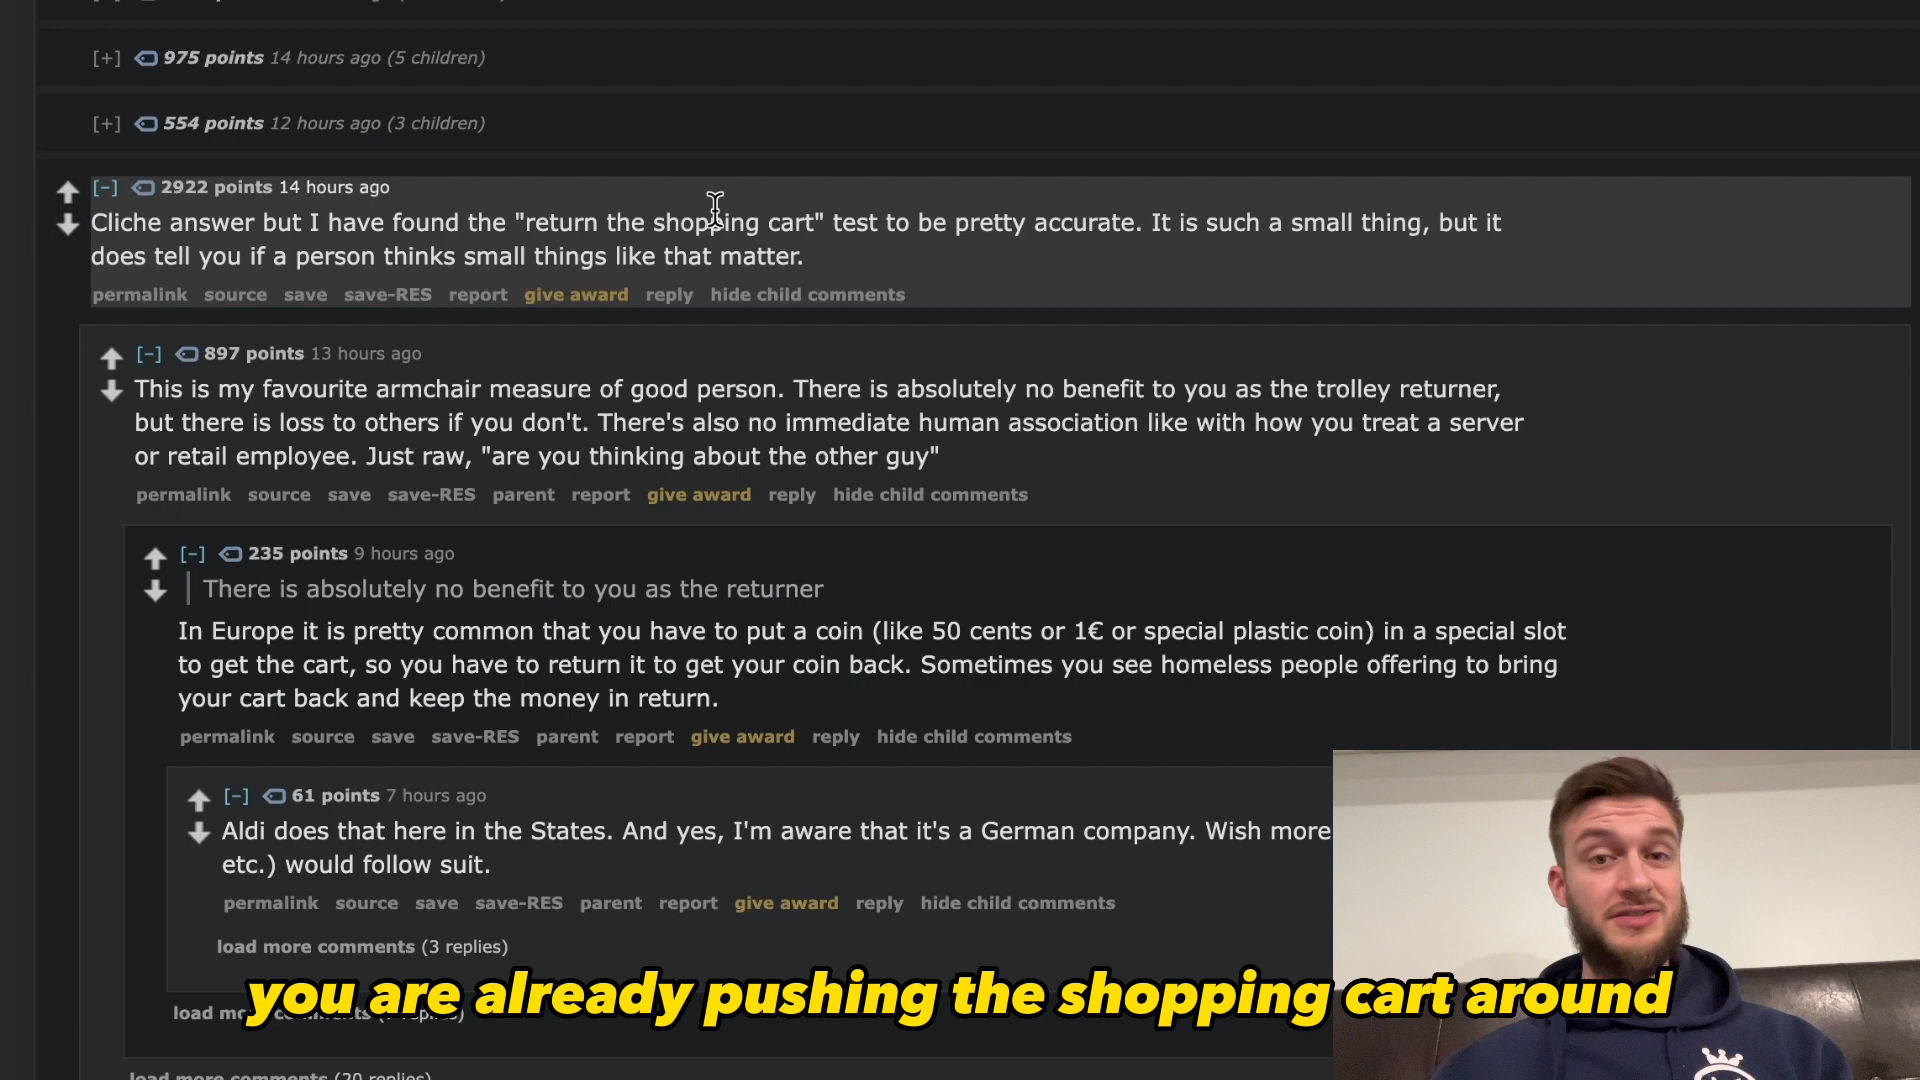 [+] 975 points 14 hours ago (5 children)
[+] 554 points 12 hours ago (3 children)
[-] 2922 points 14 hours ago
Cliche answer but I have found the "return the shopping cart" test to be pretty accurate. It is such a small thing, but it
does tell you if a person thinks small things like that matter.
permalink source save save-RES report give award reply hide child comments
[-] 897 points 13 hours ago
This is my favourite armchair measure of good person. There is absolutely no benefit to you as the trolley returner,
but there is loss to others if you don't. There's also no immediate human association like with how you treat a server
or retail employee. Just raw, "are you thinking about the other guy"
permalink source save save-RES parent report give award reply hide child comments
[-] 235 points 9 hours ago
There is absolutely no benefit to you as the returner
In Europe it is pretty common that you have to put a coin (like 50 cents or 1€ or special plastic coin) in a special slot
to get the cart, so you have to return it to get your coin back. Sometimes you see homeless people offering to bring
your cart back and keep the money in return.
permalink source save save-RES parent report give award reply hide child comments
[-] 61 points 7 hours ago
Aldi does that here in the States. And yes, I'm aware that it's a German company. Wish more
etc.) would follow suit.
permalink source save save-RES parent report give award reply hide child comments
load more comments (3 replies)
you are already pushing the shopping cart around
load more comments (20 replies)